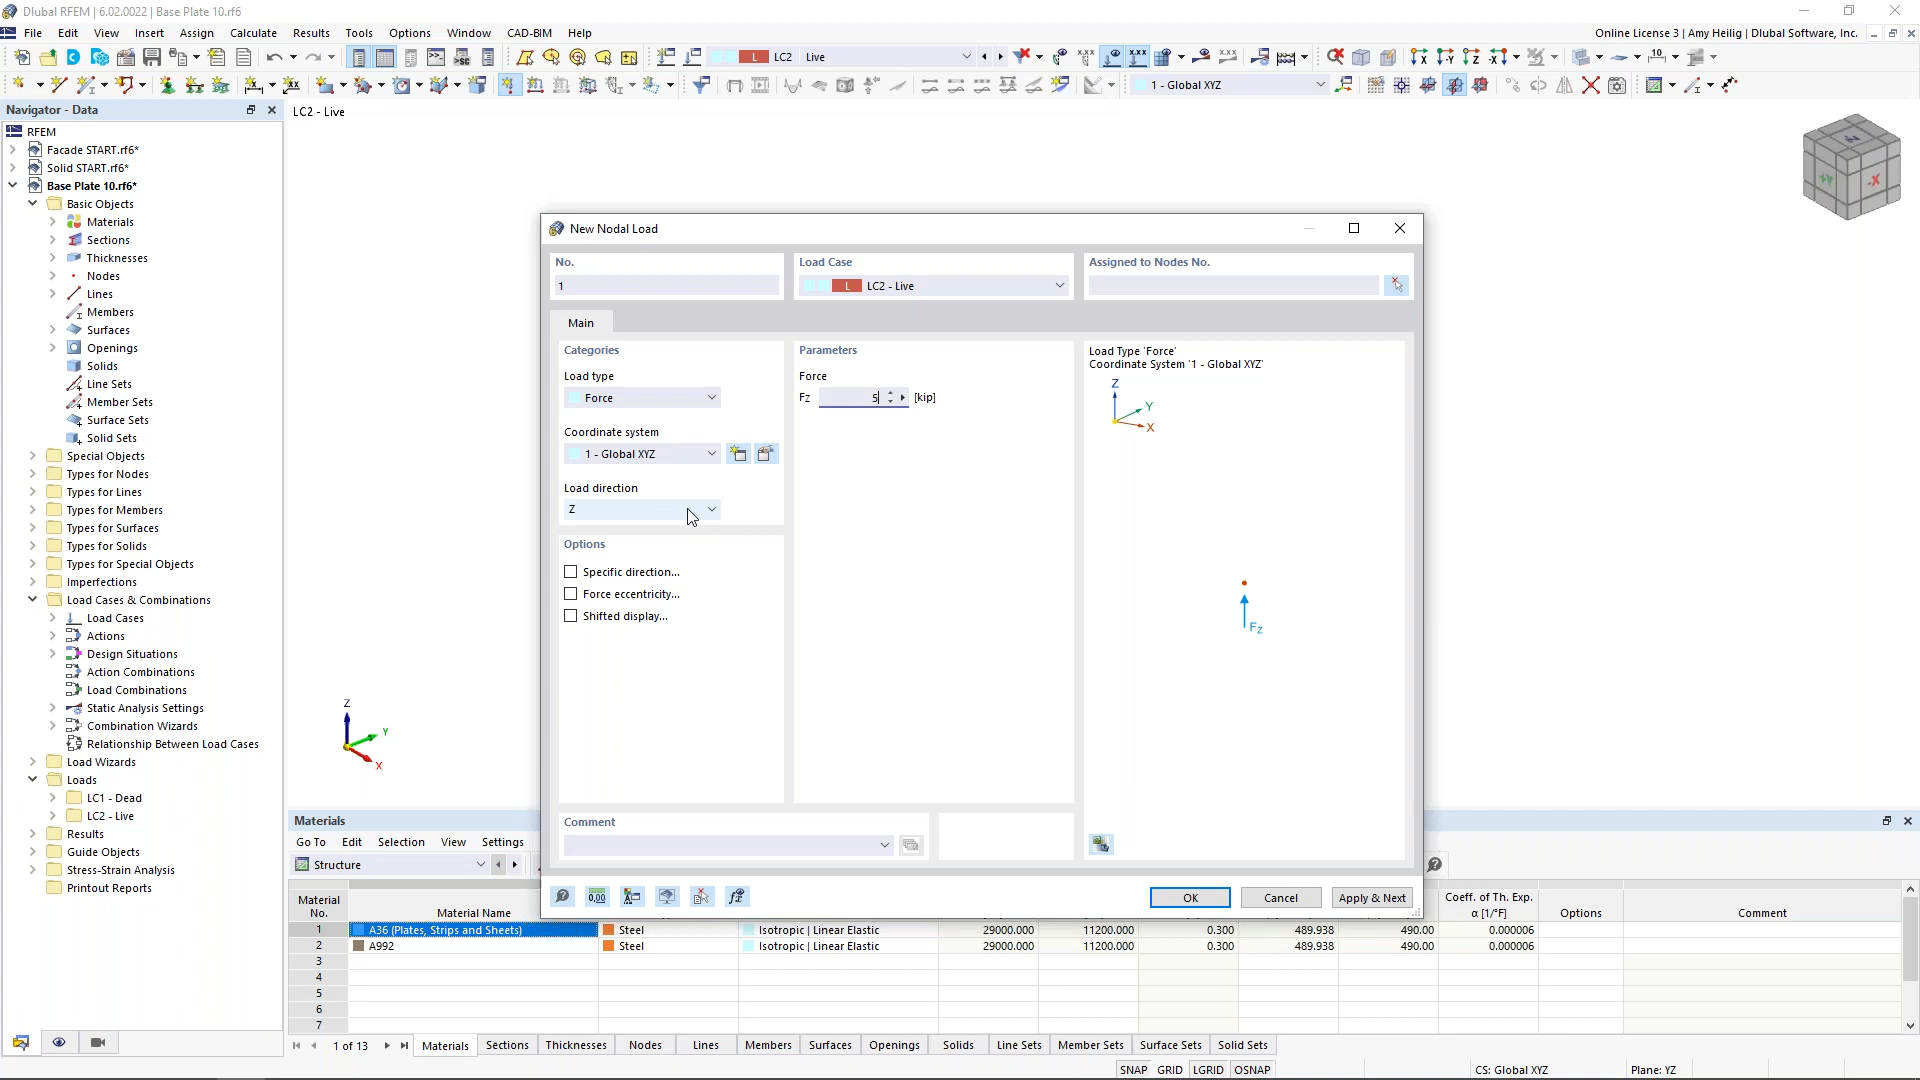 Dlubal RFEM | 6.02.0022 | Base Plate 10.rf6
File Edit View Insert Assign Calculate Results Tools Options Window CAD-BIM Help
Online License 3 | Amy Heilig | Dlubal Software, Inc.
L LC2 Live
1 - Global XYZ
Navigator - Data
LC2 - Live
RFEM
Facade START.rf6*
Solid START.rf6*
Base Plate 10.rf6*
Basic Objects
Materials
Sections
Thicknesses
Nodes
Lines
Members
Surfaces
Openings
Solids
Line Sets
Member Sets
Surface Sets
Solid Sets
Special Objects
Types for Nodes
Types for Lines
Types for Members
Types for Surfaces
Types for Solids
Types for Special Objects
Imperfections
Load Cases & Combinations
Load Cases
Actions
Design Situations
Action Combinations
Load Combinations
Static Analysis Settings
Combination Wizards
Relationship Between Load Cases
Load Wizards
Loads
LC1 - Dead
LC2 - Live
Results
Guide Objects
Stress-Strain Analysis
Printout Reports
+Y -X
Z
Y
X
New Nodal Load
No.
1
Load Case
L LC2 - Live
Assigned to Nodes No.
Main
Categories
Load type
Force
Coordinate system
1 - Global XYZ
Load direction
Z
Options
Specific direction...
Force eccentricity...
Shifted display...
Parameters
Force
Fz 5 [kip]
Load Type 'Force'
Coordinate System '1 - Global XYZ'
Z
Y
X
Fz
Comment
OK Cancel Apply & Next
Materials
Go To Edit Selection View Settings
Structure
Material No. Material Name Coeff. of Th. Exp. α [1/°F] Options Comment
1 A36 (Plates, Strips and Sheets) Steel Isotropic | Linear Elastic 29000.000 11200.000 0.300 489.938 490.00 0.000006
2 A992 Steel Isotropic | Linear Elastic 29000.000 11200.000 0.300 489.938 490.00 0.000006
3
4
5
6
7
1 of 13 Materials Sections Thicknesses Nodes Lines Members Surfaces Openings Solids Line Sets Member Sets Surface Sets Solid Sets
SNAP GRID LGRID OSNAP CS: Global XYZ Plane: YZ